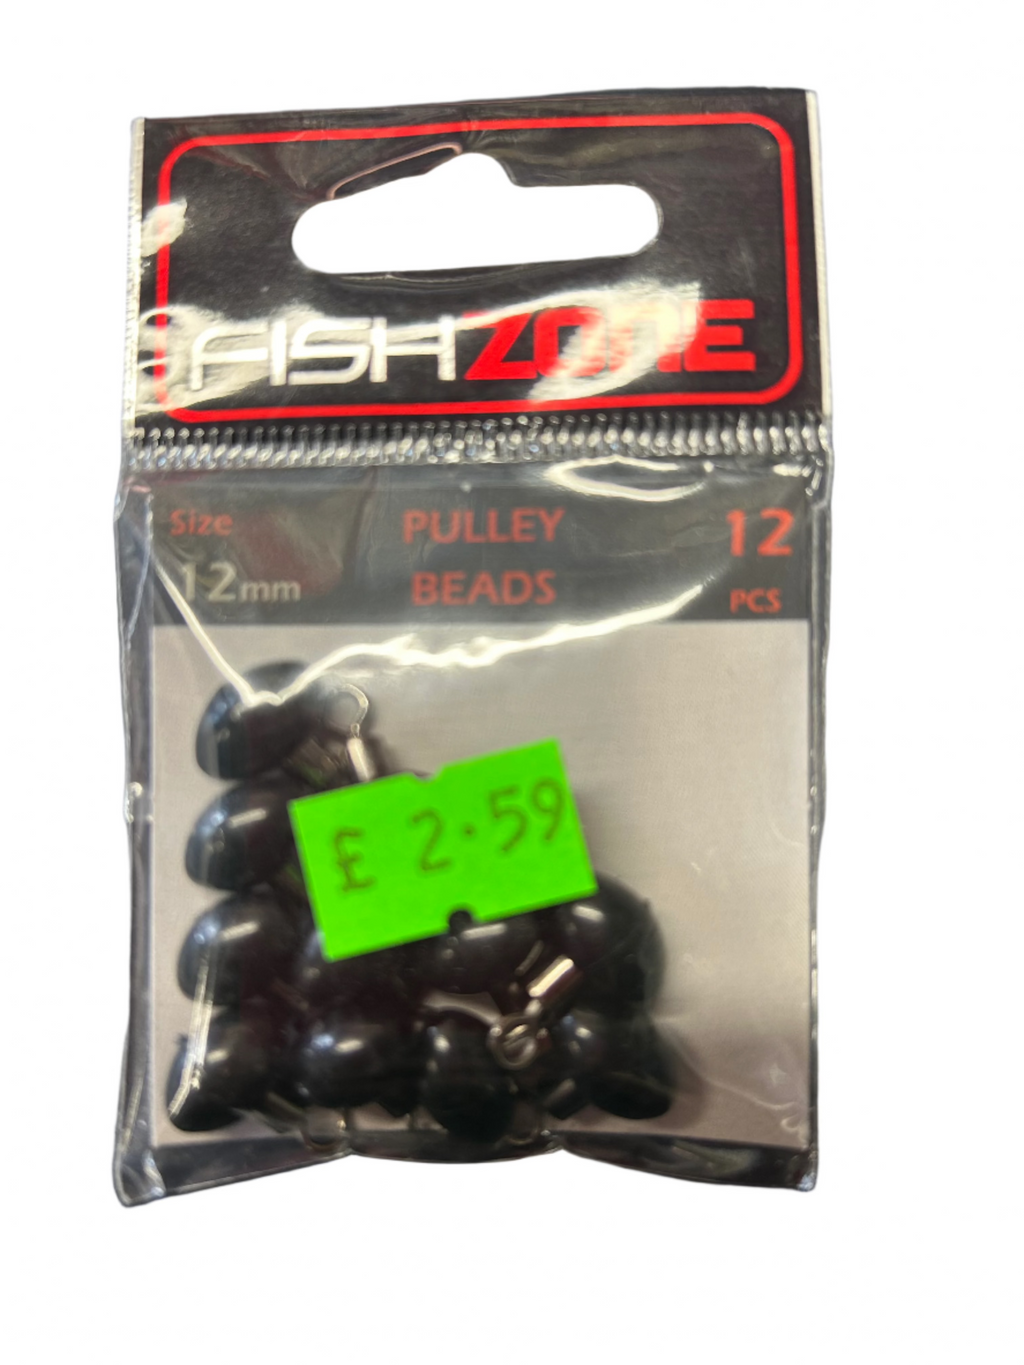 FISHZONE
Size
12mm
PULLEY
BEADS
12
PCS
£ 2.59